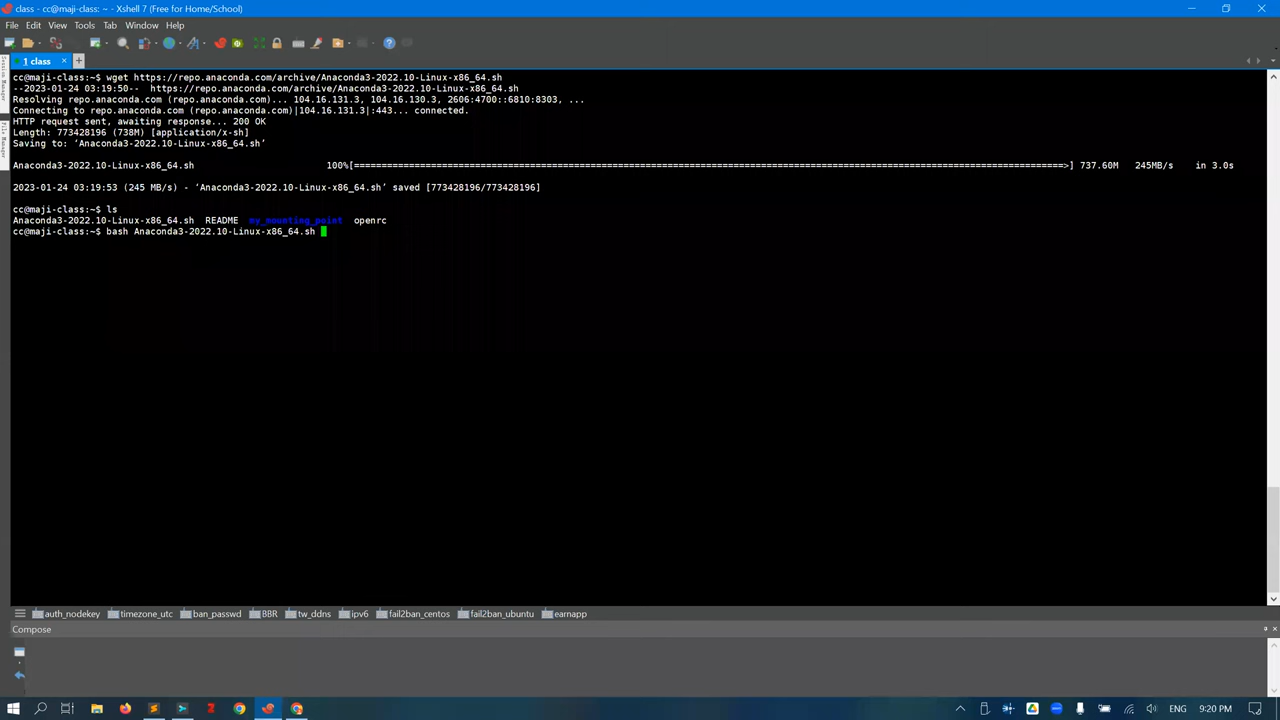 class - cc@maji-class: ~ - Xshell 7 (Free for Home/School)
File Edit View Tools Tab Window Help
1 class
Session Manager
File Manager
cc@maji-class:~$ wget https://repo.anaconda.com/archive/Anaconda3-2022.10-Linux-x86_64.sh
--2023-01-24 03:19:50--  https://repo.anaconda.com/archive/Anaconda3-2022.10-Linux-x86_64.sh
Resolving repo.anaconda.com (repo.anaconda.com)... 104.16.131.3, 104.16.130.3, 2606:4700::6810:8303, ...
Connecting to repo.anaconda.com (repo.anaconda.com)|104.16.131.3|:443... connected.
HTTP request sent, awaiting response... 200 OK
Length: 773428196 (738M) [application/x-sh]
Saving to: ‘Anaconda3-2022.10-Linux-x86_64.sh’
Anaconda3-2022.10-Linux-x86_64.sh 100%[===================================================================================================================================>] 737.60M 245MB/s in 3.0s
2023-01-24 03:19:53 (245 MB/s) - ‘Anaconda3-2022.10-Linux-x86_64.sh’ saved [773428196/773428196]
cc@maji-class:~$ ls
Anaconda3-2022.10-Linux-x86_64.sh README my_mounting_point openrc
cc@maji-class:~$ bash Anaconda3-2022.10-Linux-x86_64.sh
auth_nodekey timezone_utc ban_passwd BBR tw_ddns ipv6 fail2ban_centos fail2ban_ubuntu earnapp
Compose
ENG 9:20 PM